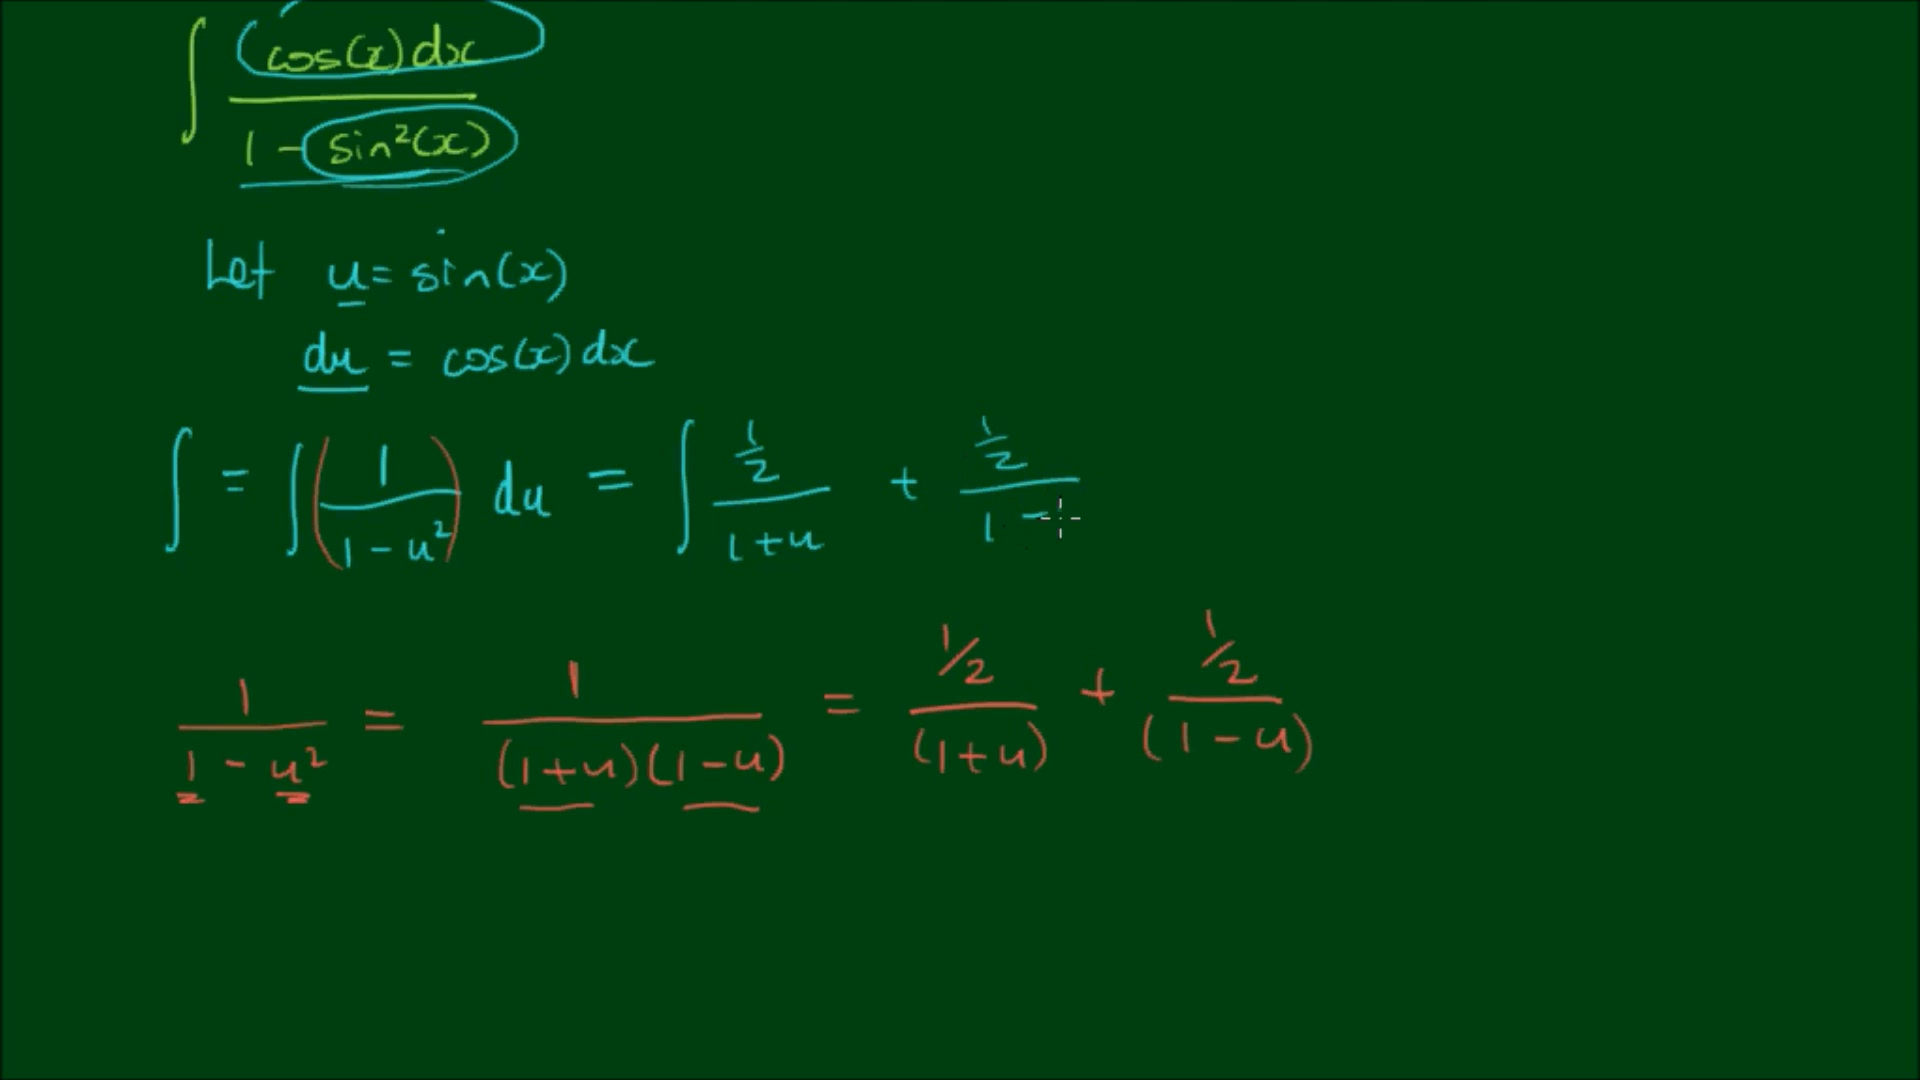 ∫ cos(x) dx / 1 - sin²(x)
Let u = sin(x)
du = cos(x) dx
∫ = ∫ (1 / 1 - u²) du = ∫ ½ / 1+u + ½ / 1 -
1 / 1 - u² = 1 / (1+u)(1-u) = ½ / (1+u) + ½ / (1-u)